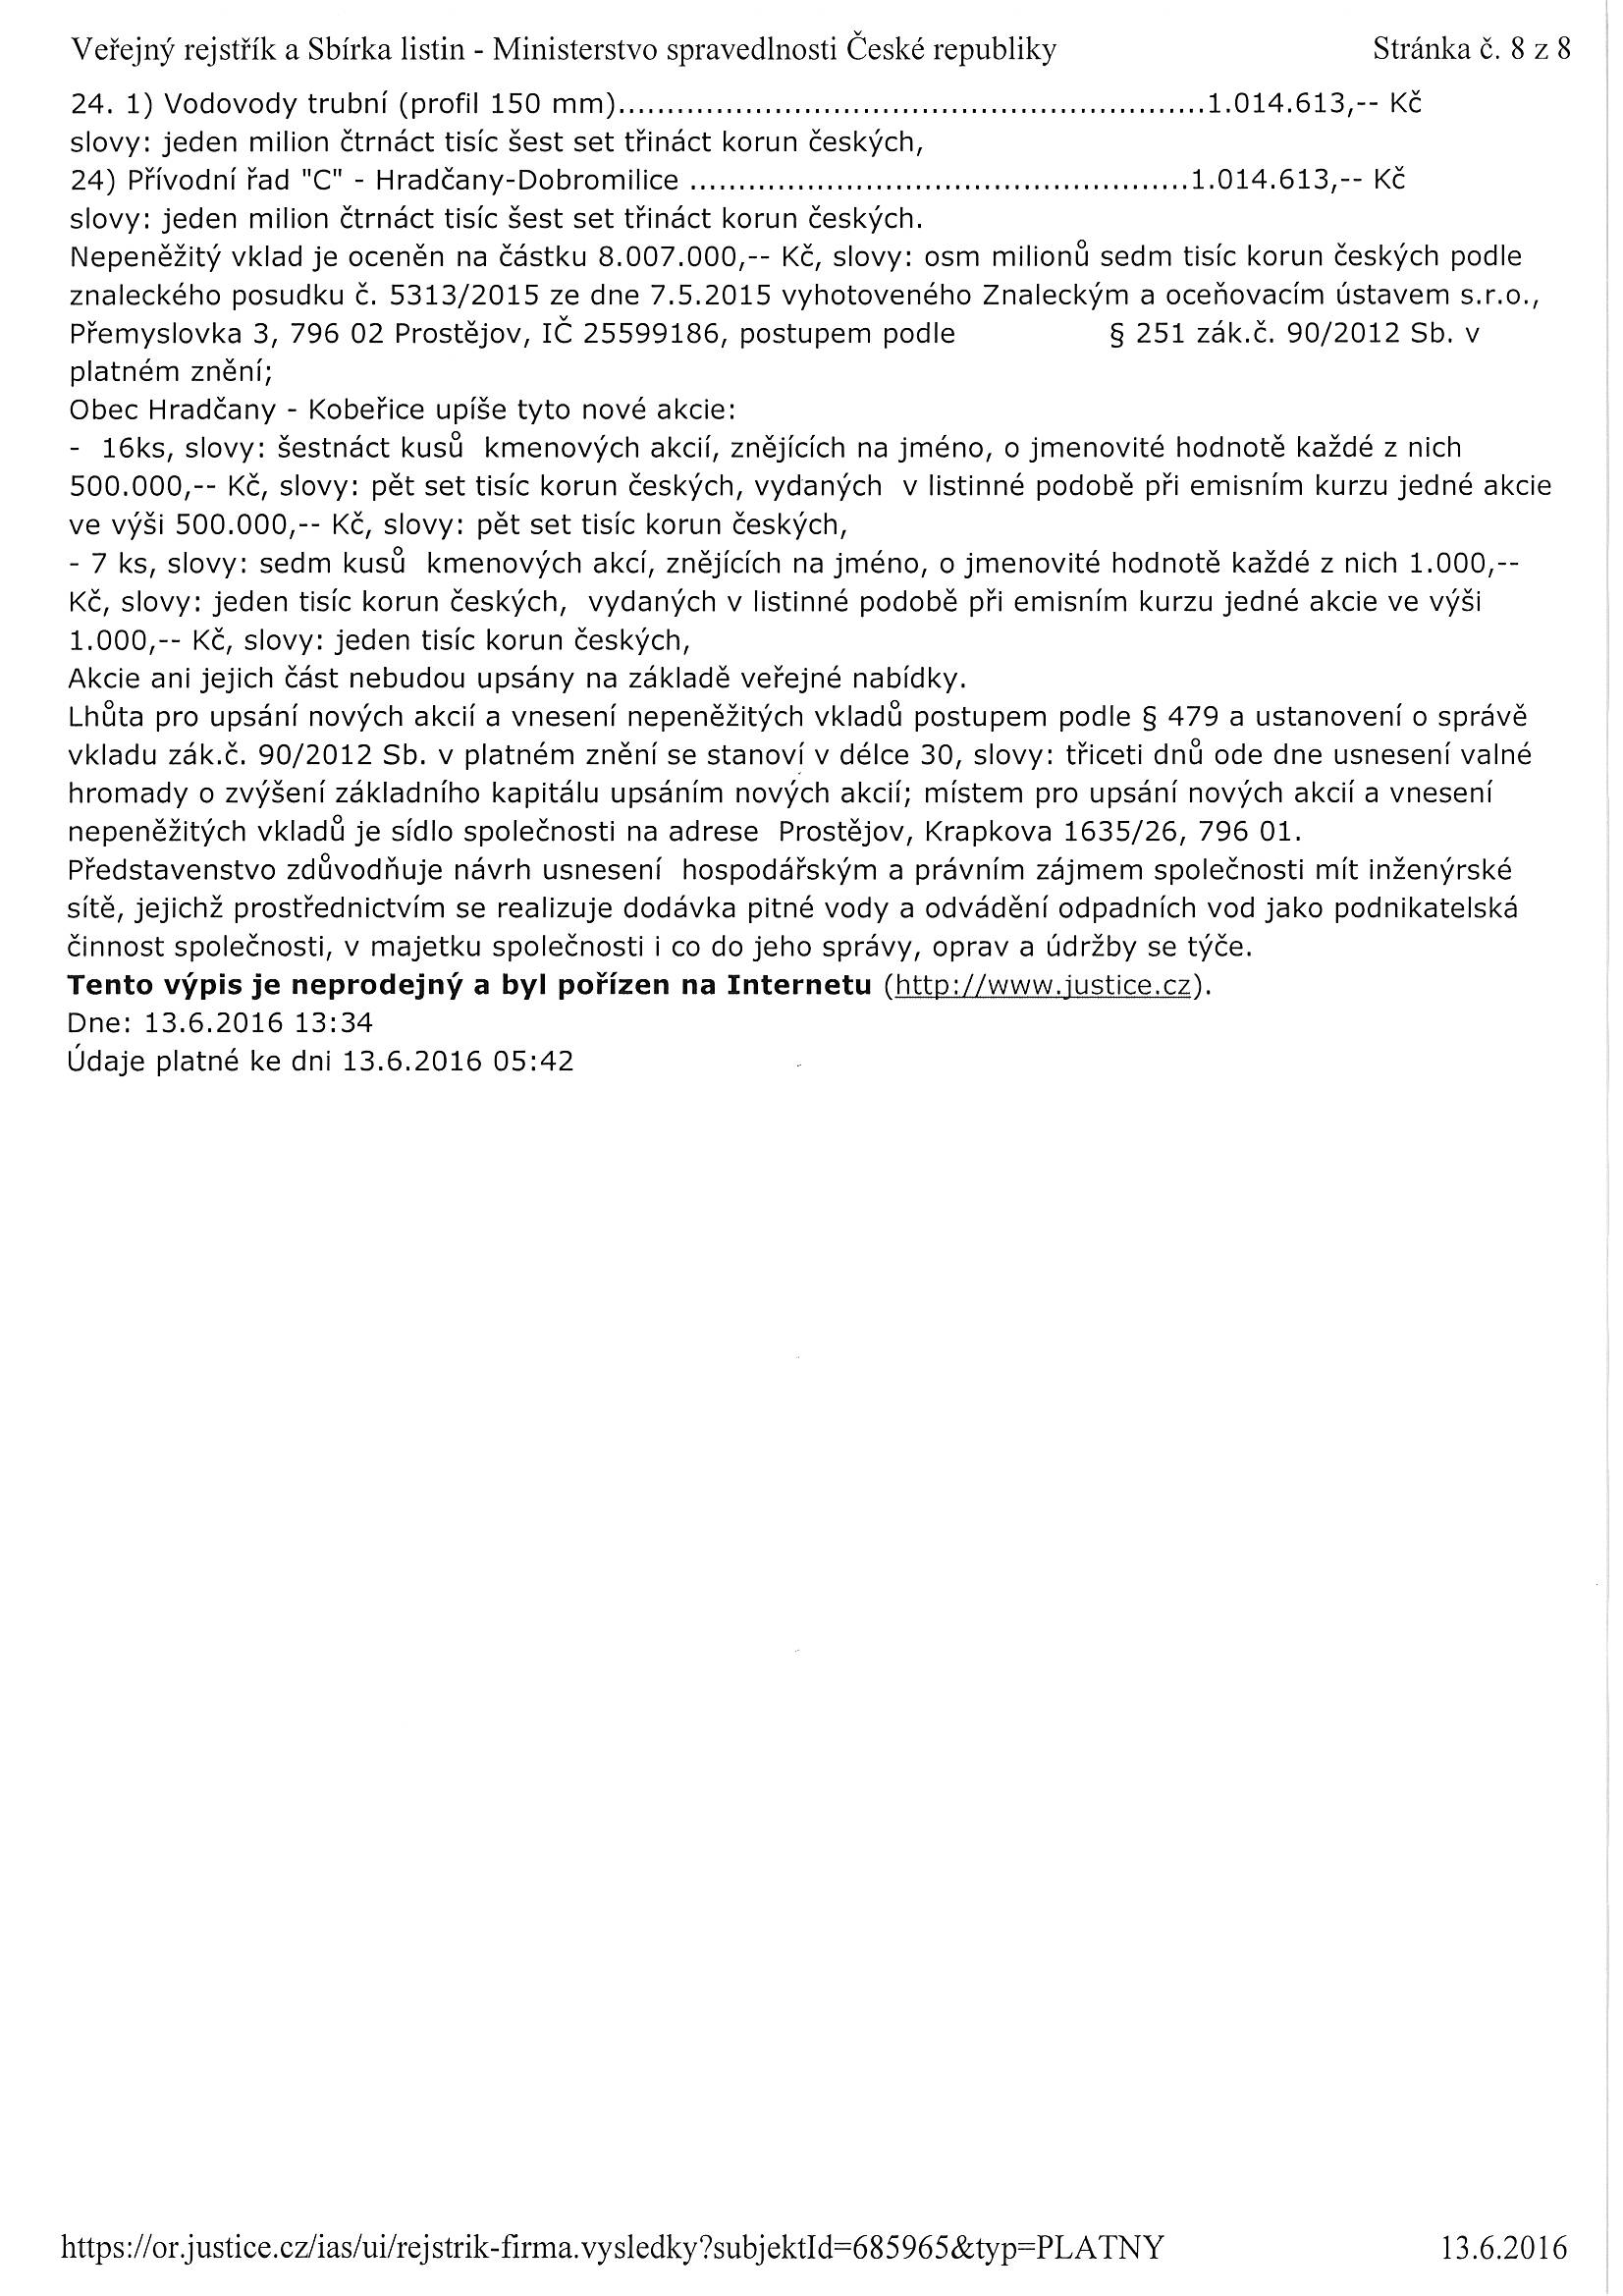 Veřejný rejstřík a Sbírka listin - Ministerstvo spravedlnosti České republiky Stránka č. 8 z 8
24. 1) Vodovody trubní (profil 150 mm)............................................................1.014.613,-- Kč
slovy: jeden milion čtrnáct tisíc šest set třináct korun českých,
24) Přívodní řad "C" - Hradčany-Dobromilice ...................................................1.014.613,-- Kč
slovy: jeden milion čtrnáct tisíc šest set třináct korun českých.
Nepeněžitý vklad je oceněn na částku 8.007.000,-- Kč, slovy: osm milionů sedm tisíc korun českých podle
znaleckého posudku č. 5313/2015 ze dne 7.5.2015 vyhotoveného Znaleckým a oceňovacím ústavem s.r.o.,
Přemyslovka 3, 796 02 Prostějov, IČ 25599186, postupem podle § 251 zák.č. 90/2012 Sb. v
platném znění;
Obec Hradčany - Kobeřice upíše tyto nové akcie:
- 16ks, slovy: šestnáct kusů kmenových akcií, znějících na jméno, o jmenovité hodnotě každé z nich
500.000,-- Kč, slovy: pět set tisíc korun českých, vydaných v listinné podobě při emisním kurzu jedné akcie
ve výši 500.000,-- Kč, slovy: pět set tisíc korun českých,
- 7 ks, slovy: sedm kusů kmenových akcí, znějících na jméno, o jmenovité hodnotě každé z nich 1.000,--
Kč, slovy: jeden tisíc korun českých, vydaných v listinné podobě při emisním kurzu jedné akcie ve výši
1.000,-- Kč, slovy: jeden tisíc korun českých,
Akcie ani jejich část nebudou upsány na základě veřejné nabídky.
Lhůta pro upsání nových akcií a vnesení nepeněžitých vkladů postupem podle § 479 a ustanovení o správě
vkladu zák.č. 90/2012 Sb. v platném znění se stanoví v délce 30, slovy: třiceti dnů ode dne usnesení valné
hromady o zvýšení základního kapitálu upsáním nových akcií; místem pro upsání nových akcií a vnesení
nepeněžitých vkladů je sídlo společnosti na adrese Prostějov, Krapkova 1635/26, 796 01.
Představenstvo zdůvodňuje návrh usnesení hospodářským a právním zájmem společnosti mít inženýrské
sítě, jejichž prostřednictvím se realizuje dodávka pitné vody a odvádění odpadních vod jako podnikatelská
činnost společnosti, v majetku společnosti i co do jeho správy, oprav a údržby se týče.
Tento výpis je neprodejný a byl pořízen na Internetu (http://www.justice.cz).
Dne: 13.6.2016 13:34
Údaje platné ke dni 13.6.2016 05:42
https://or.justice.cz/ias/ui/rejstrik-firma.vysledky?subjektId=685965&typ=PLATNY 13.6.2016